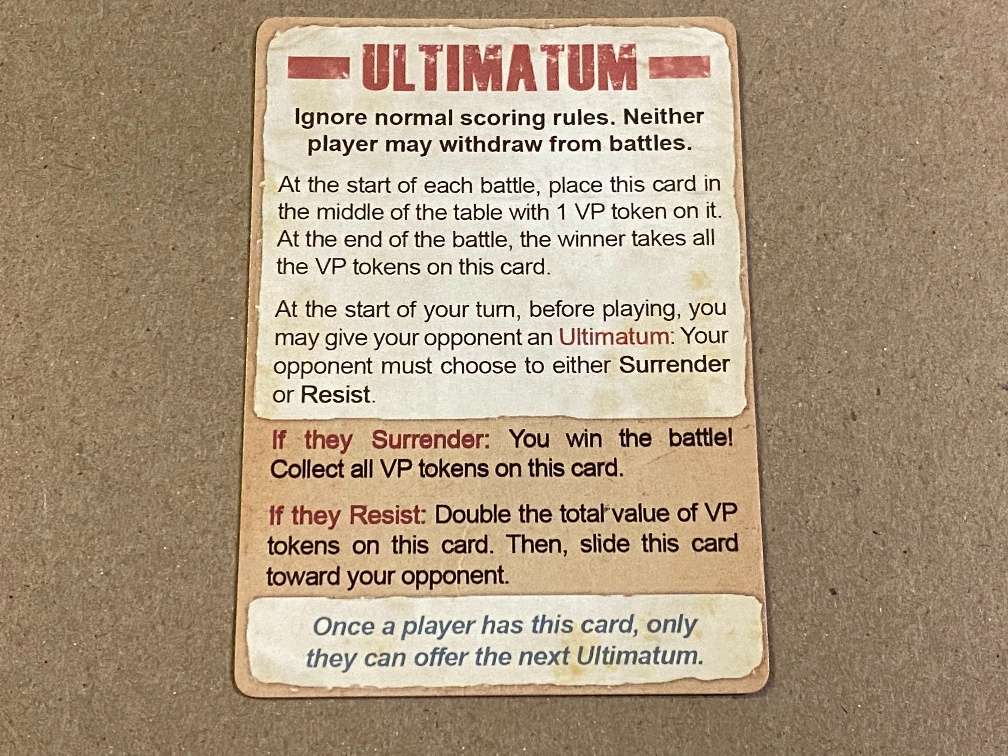 ULTIMATUM
Ignore normal scoring rules. Neither
player may withdraw from battles.
At the start of each battle, place this card in
the middle of the table with 1 VP token on it.
At the end of the battle, the winner takes all
the VP tokens on this card.
At the start of your turn, before playing, you
may give your opponent an Ultimatum: Your
opponent must choose to either Surrender
or Resist.
If they Surrender: You win the battle!
Collect all VP tokens on this card.
If they Resist: Double the total value of VP
tokens on this card. Then, slide this card
toward your opponent.
Once a player has this card, only
they can offer the next Ultimatum.